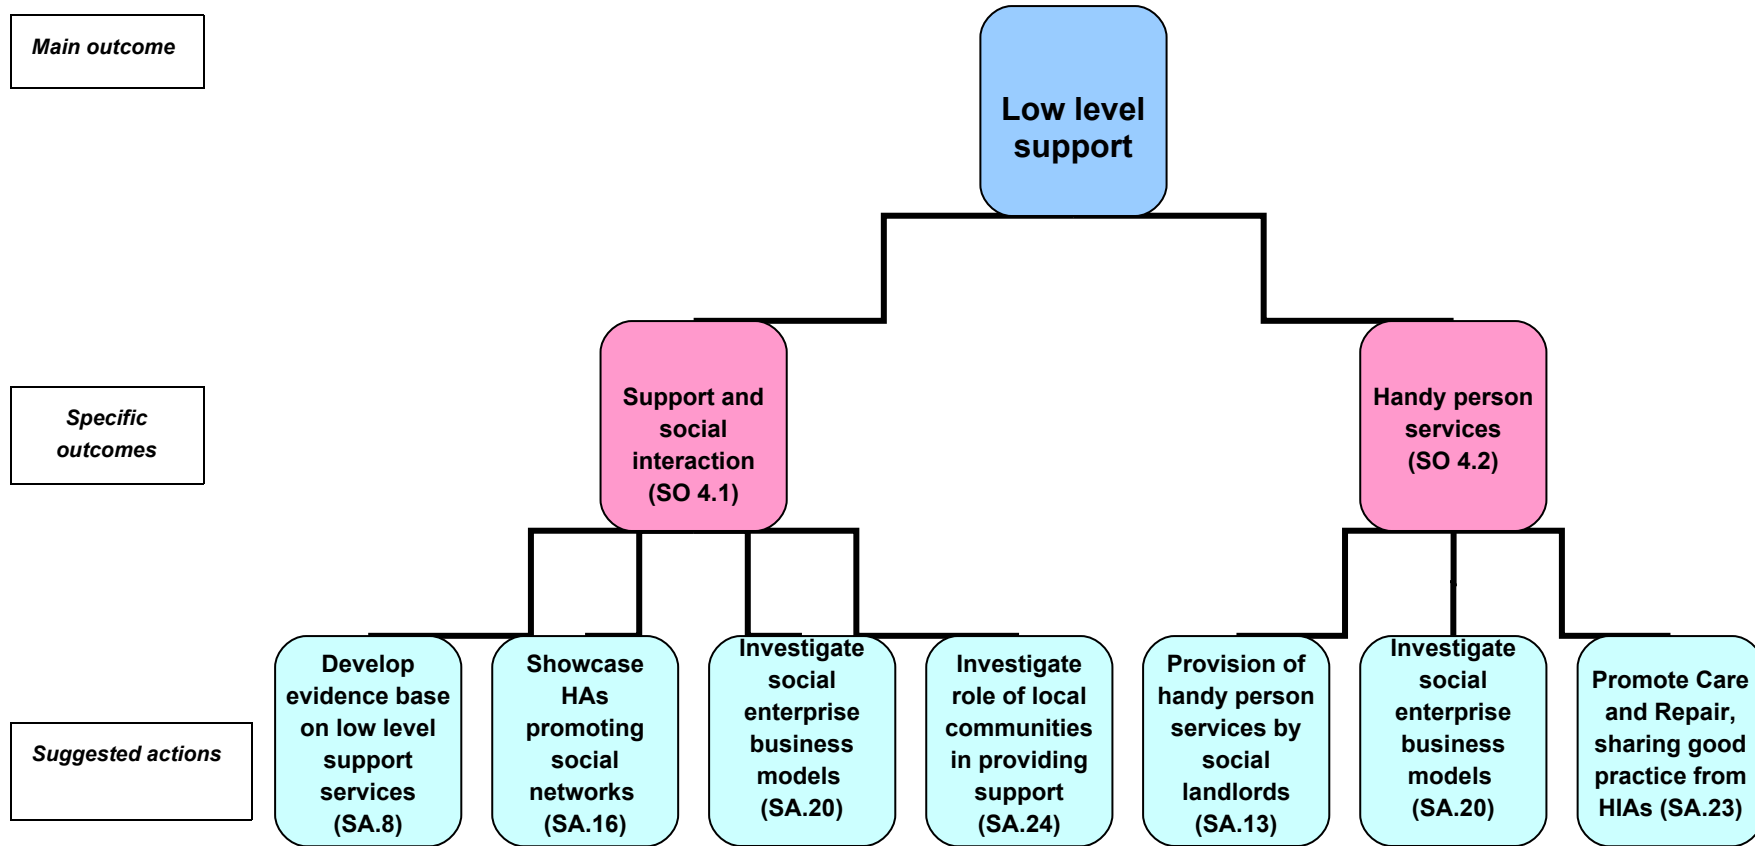 Main outcome
Low level
support
Specific
outcomes
Support and
social
interaction
(SO 4.1)
Handy person
services
(SO 4.2)
Suggested actions
Develop
evidence base
on low level
support
services
(SA.8)
Showcase
HAs
promoting
social
networks
(SA.16)
Investigate
social
enterprise
business
models
(SA.20)
Investigate
role of local
communities
in providing
support
(SA.24)
Provision of
handy person
services by
social
landlords
(SA.13)
Investigate
social
enterprise
business
models
(SA.20)
Promote Care
and Repair,
sharing good
practice from
HIAs (SA.23)